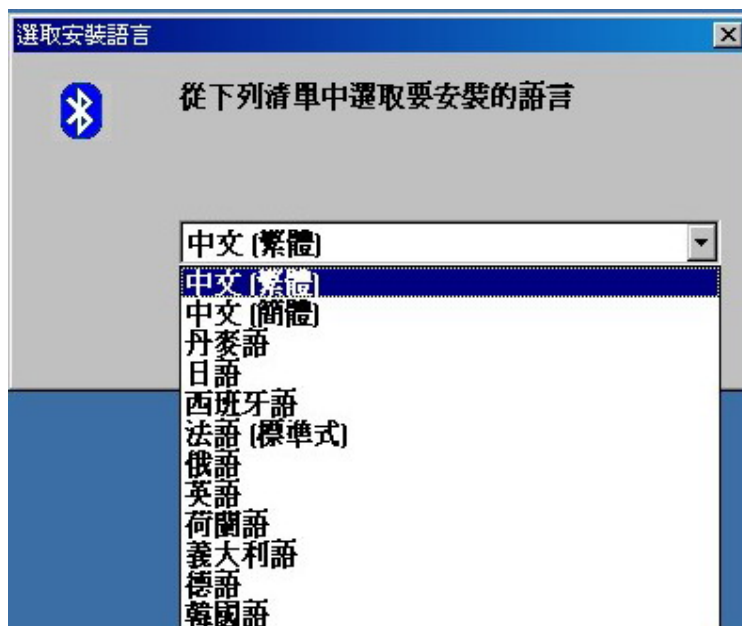 選取安裝語言
從下列清單中選取要安裝的語言
中文 (繁體)
中文 (繁體)
中文 (簡體)
丹麥語
日語
西班牙語
法語 (標準式)
俄語
英語
荷蘭語
義大利語
德語
韓國語